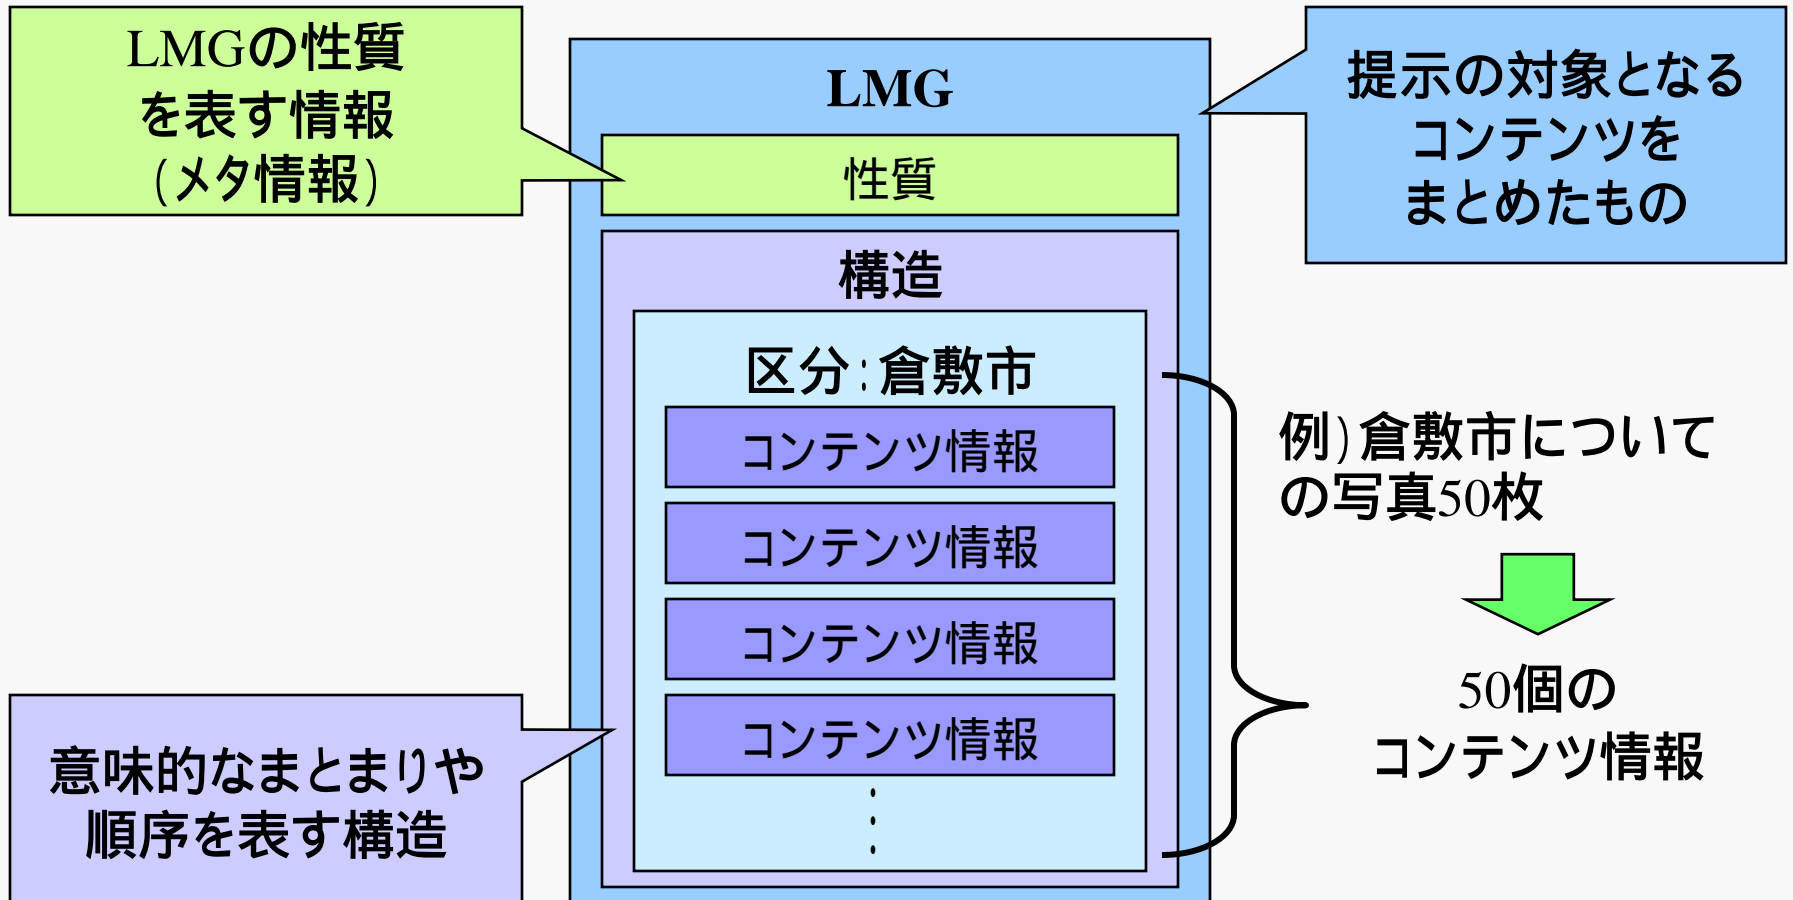 LMGの性質
を表す情報
(メタ情報)
LMG
性質
提示の対象となる
コンテンツを
まとめたもの
構造
区分:倉敷市
コンテンツ情報
コンテンツ情報
コンテンツ情報
コンテンツ情報
例)倉敷市について
の写真50枚
50個の
コンテンツ情報
意味的なまとまりや
順序を表す構造